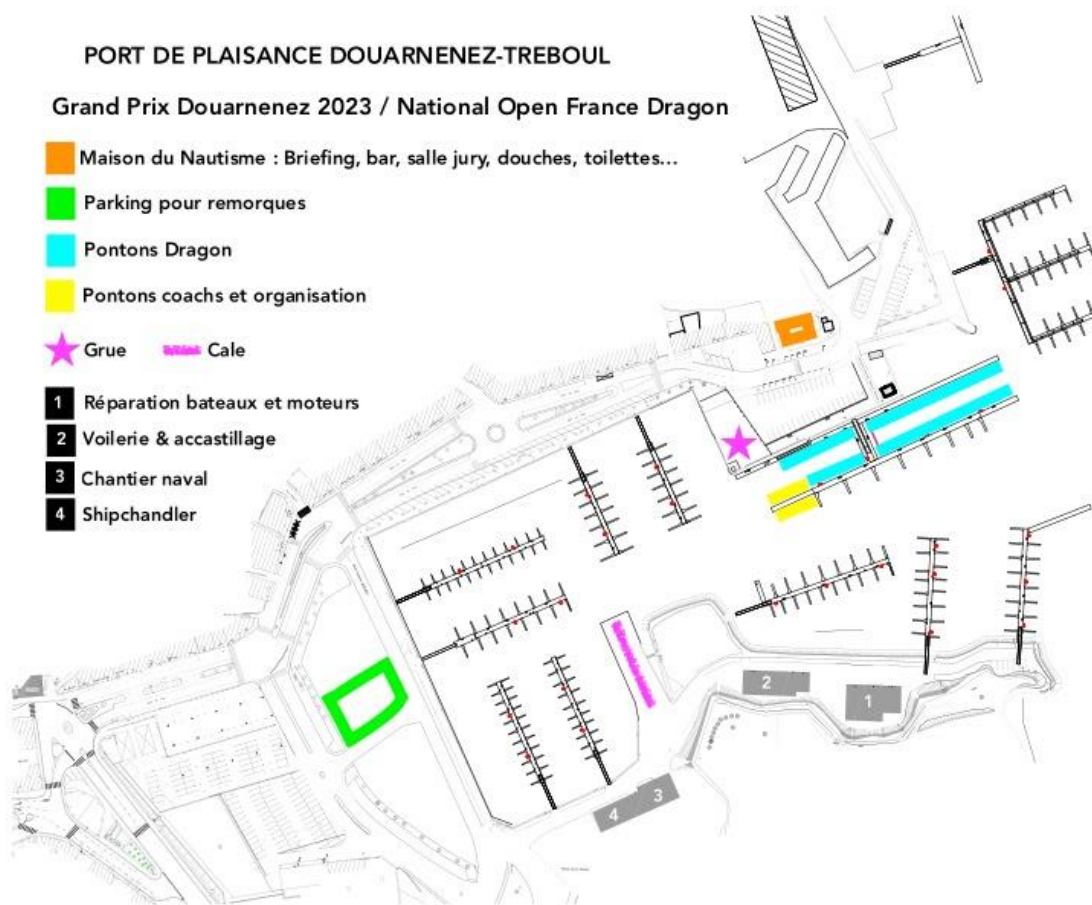 PORT DE PLAISANCE DOUARNENEZ-TREBOUL
Grand Prix Douarnenez 2023 / National Open France Dragon
Maison du Nautisme : Briefing, bar, salle jury, douches, toilettes...
Parking pour remorques
Pontons Dragon
Pontons coachs et organisation
Grue Cale
1 Réparation bateaux et moteurs
2 Voilerie & accastillage
3 Chantier naval
4 Shipchandler
2
1
3
4